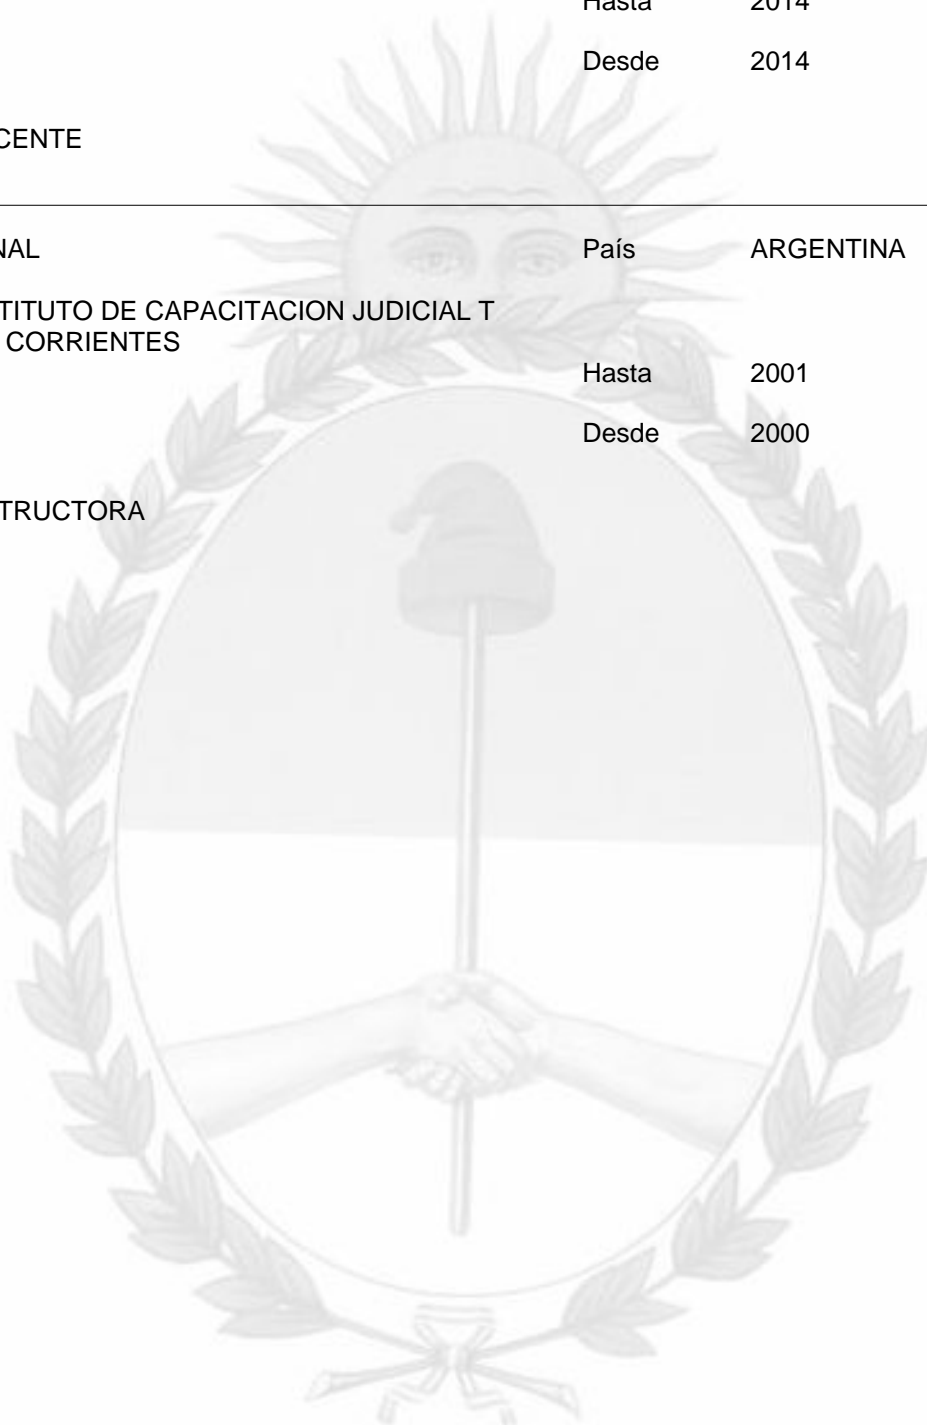 Hasta 2014
Desde 2014
CENTE
NAL País ARGENTINA
TITUTO DE CAPACITACION JUDICIAL T
CORRIENTES
Hasta 2001
Desde 2000
TRUCTORA